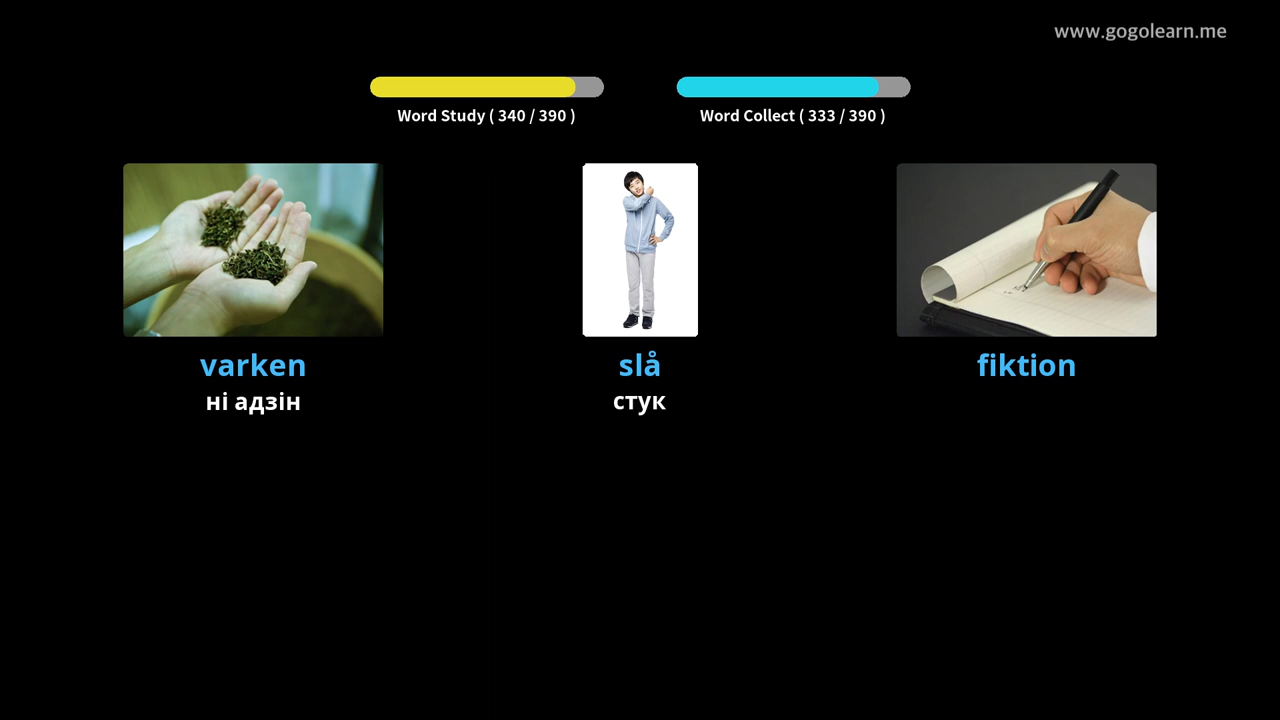 www.gogolearn.me
Word Study ( 340 / 390 )
Word Collect ( 333 / 390 )
varken
ні адзін
slå
стук
fiktion